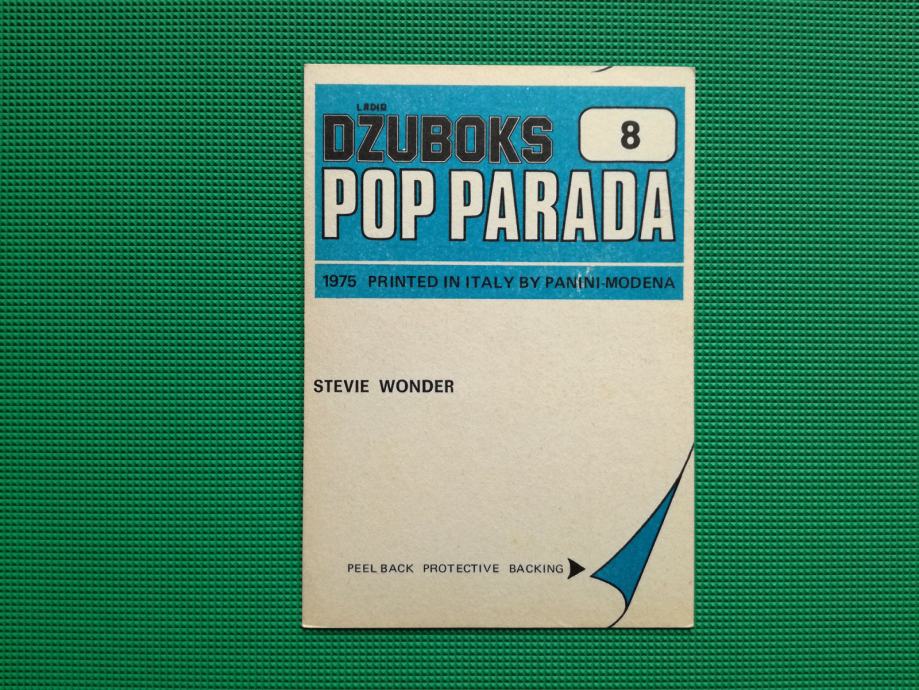 LADIR
DZUBOKS
8
POP PARADA
1975 PRINTED IN ITALY BY PANINI-MODENA
STEVIE WONDER
PEEL BACK PROTECTIVE BACKING